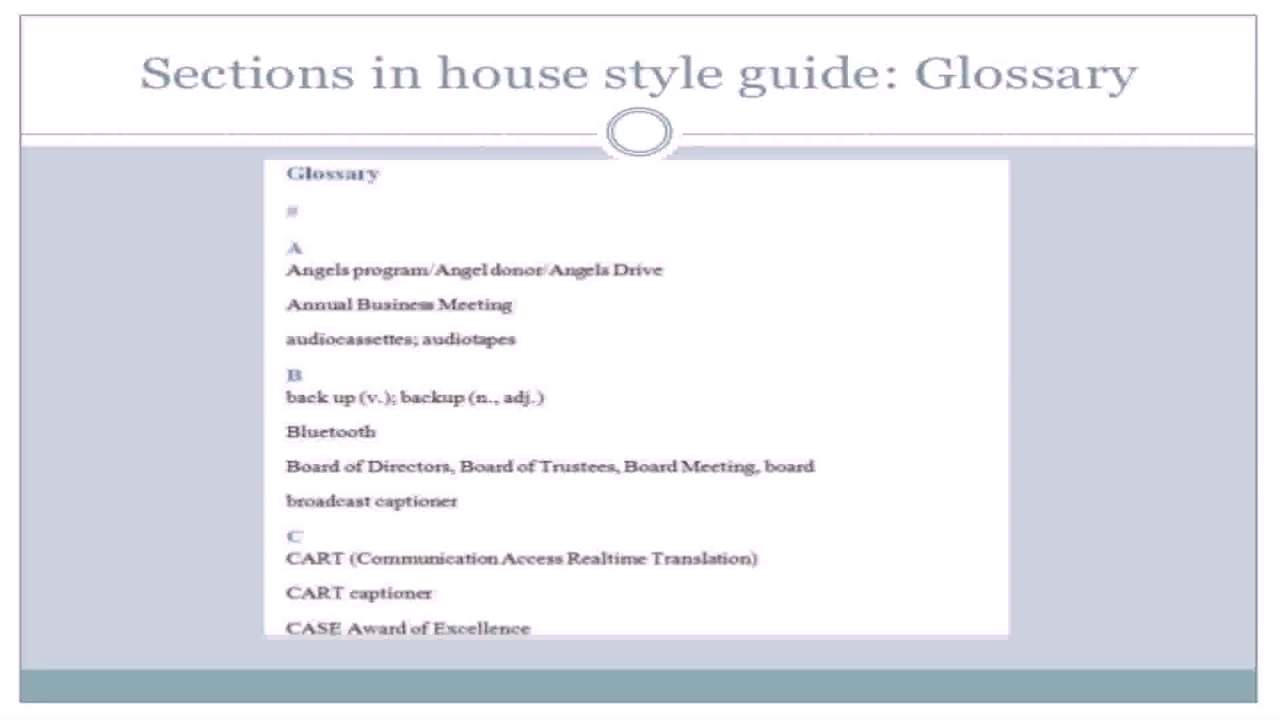 Sections in house style guide: Glossary
Glossary
#
A
Angels program/Angel donor/Angels Drive
Annual Business Meeting
audiocassettes; audiotapes
B
back up (v.); backup (n., adj.)
Bluetooth
Board of Directors, Board of Trustees, Board Meeting, board
broadcast captioner
C
CART (Communication Access Realtime Translation)
CART captioner
CASE Award of Excellence